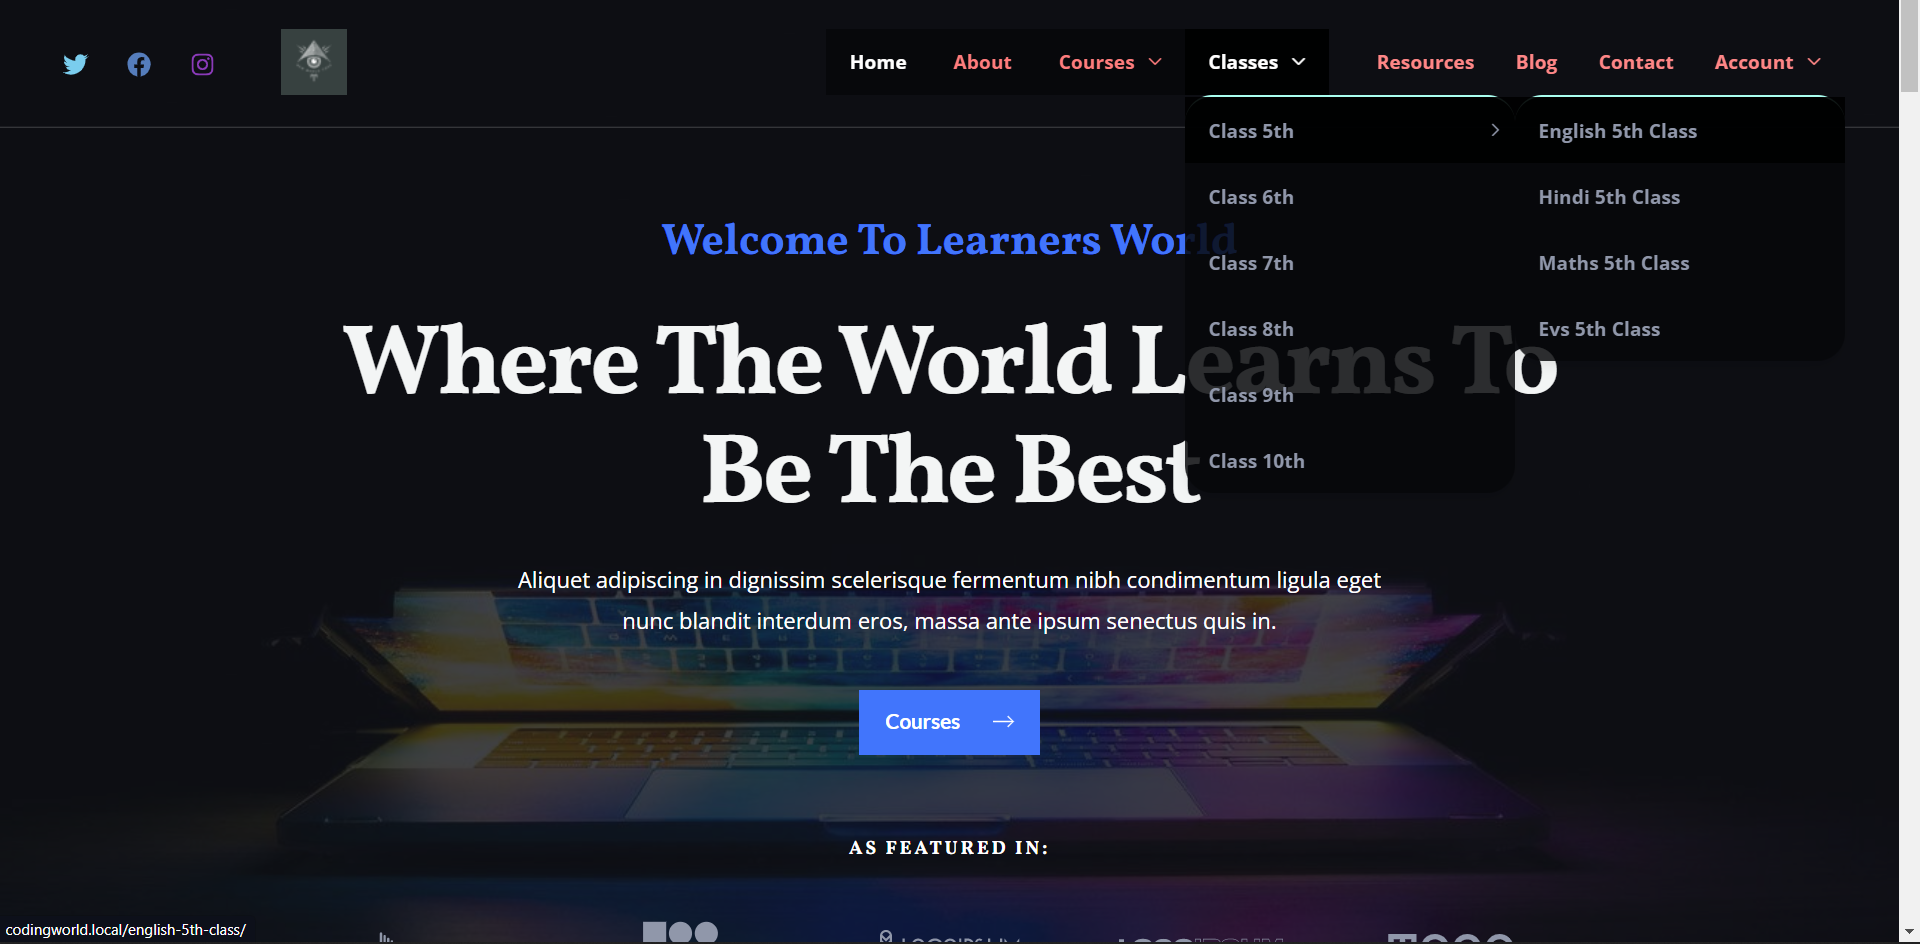 Home About Courses Classes Resources Blog Contact Account
Class 5th
English 5th Class
Class 6th
Hindi 5th Class
Class 7th
Maths 5th Class
Class 8th
Evs 5th Class
Class 9th
Class 10th
Welcome To Learners World
Where The World Learns To
Be The Best
Aliquet adipiscing in dignissim scelerisque fermentum nibh condimentum ligula eget
nunc blandit interdum eros, massa ante ipsum senectus quis in.
Courses
AS FEATURED IN:
codingworld.local/english-5th-class/